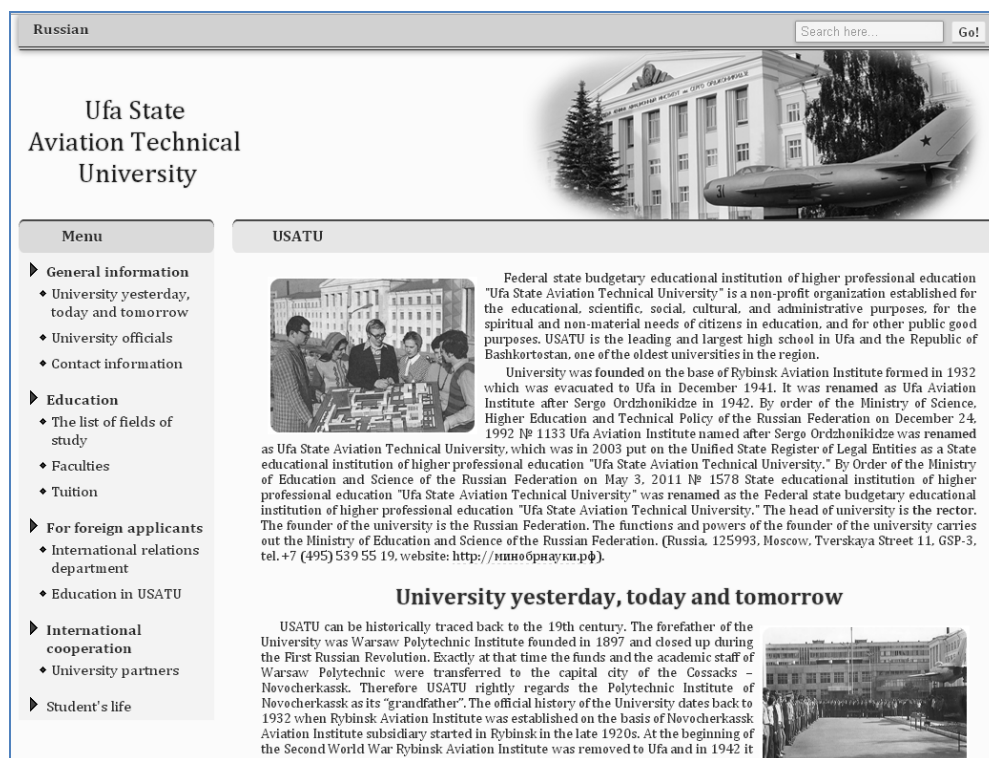 Russian
Search here...
Go!
Ufa State
Aviation Technical
University
31
Menu
General information
University yesterday,
today and tomorrow
University officials
Contact information
Education
The list of fields of
study
Faculties
Tuition
For foreign applicants
International relations
department
Education in USATU
International
cooperation
University partners
Student's life
USATU
Federal state budgetary educational institution of higher professional education
"Ufa State Aviation Technical University" is a non-profit organization established for
the educational, scientific, social, cultural, and administrative purposes, for the
spiritual and non-material needs of citizens in education, and for other public good
purposes. USATU is the leading and largest high school in Ufa and the Republic of
Bashkortostan, one of the oldest universities in the region.
University was founded on the base of Rybinsk Aviation Institute formed in 1932
which was evacuated to Ufa in December 1941. It was renamed as Ufa Aviation
Institute after Sergo Ordzhonikidze in 1942. By order of the Ministry of Science,
Higher Education and Technical Policy of the Russian Federation on December 24,
1992 № 1133 Ufa Aviation Institute named after Sergo Ordzhonikidze was renamed
as Ufa State Aviation Technical University, which was in 2003 put on the Unified State Register of Legal Entities as a State
educational institution of higher professional education "Ufa State Aviation Technical University." By Order of the Ministry
of Education and Science of the Russian Federation on May 3, 2011 № 1578 State educational institution of higher
professional education "Ufa State Aviation Technical University" was renamed as the Federal state budgetary educational
institution of higher professional education "Ufa State Aviation Technical University." The head of university is the rector.
The founder of the university is the Russian Federation. The functions and powers of the founder of the university carries
out the Ministry of Education and Science of the Russian Federation. (Russia, 125993, Moscow, Tverskaya Street 11, GSP-3,
tel. +7 (495) 539 55 19, website: http://минобрнауки.рф).
University yesterday, today and tomorrow
USATU can be historically traced back to the 19th century. The forefather of the
University was Warsaw Polytechnic Institute founded in 1897 and closed up during
the First Russian Revolution. Exactly at that time the funds and the academic staff of
Warsaw Polytechnic were transferred to the capital city of the Cossacks –
Novocherkassk. Therefore USATU rightly regards the Polytechnic Institute of
Novocherkassk as its “grandfather”. The official history of the University dates back to
1932 when Rybinsk Aviation Institute was established on the basis of Novocherkassk
Aviation Institute subsidiary started in Rybinsk in the late 1920s. At the beginning of
the Second World War Rybinsk Aviation Institute was removed to Ufa and in 1942 it